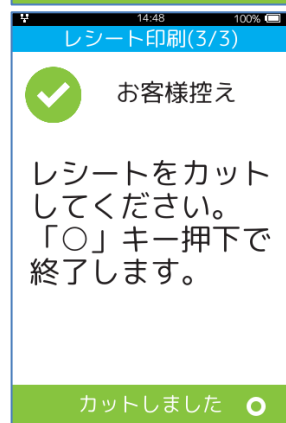 14:48
100%
レシート印刷(3/3)
お客様控え
レシートをカット
してください。
「○」キー押下で
終了します。
カットしました